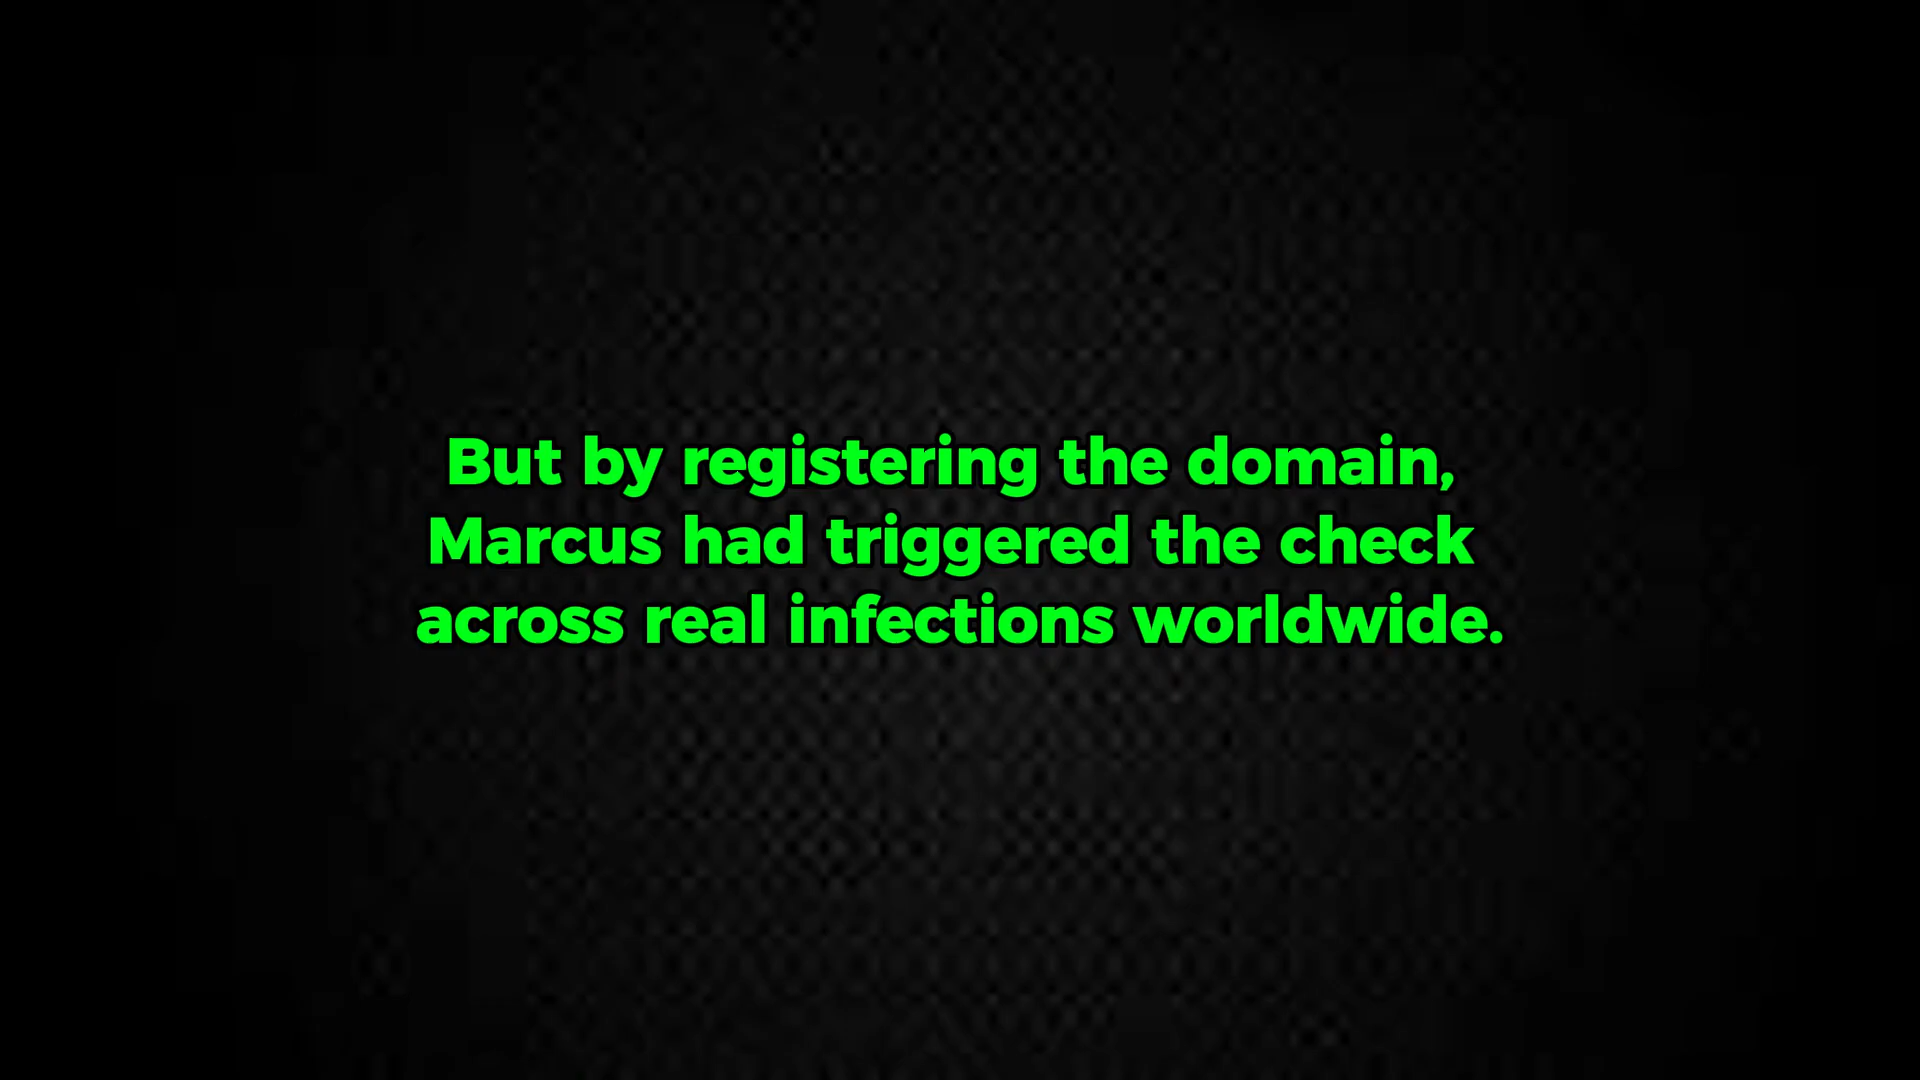 But by registering the domain,
Marcus had triggered the check
across real infections worldwide.